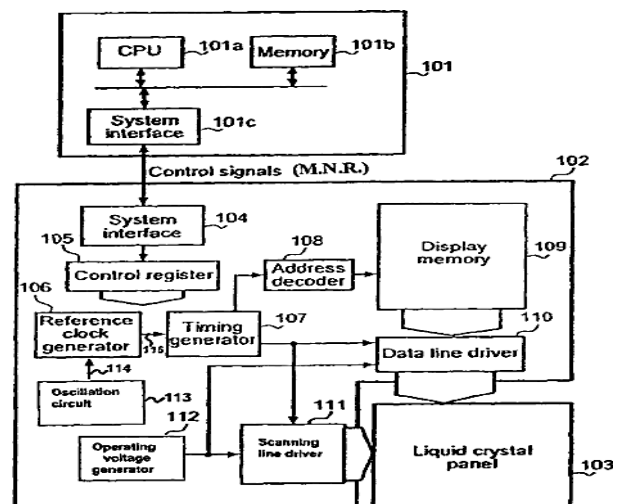 CPU
101a
Memory
101b
101
System
interface
101c
Control signals (M.N.R.)
102
System
interface
104
105
Control register
108
Address
decoder
Display
memory
109
106
Reference
clock
generator
115
Timing
generator
107
110
Data line driver
114
Oscillation
circuit
113
112
Operating
voltage
generator
111
Scanning
line driver
Liquid crystal
panel
103